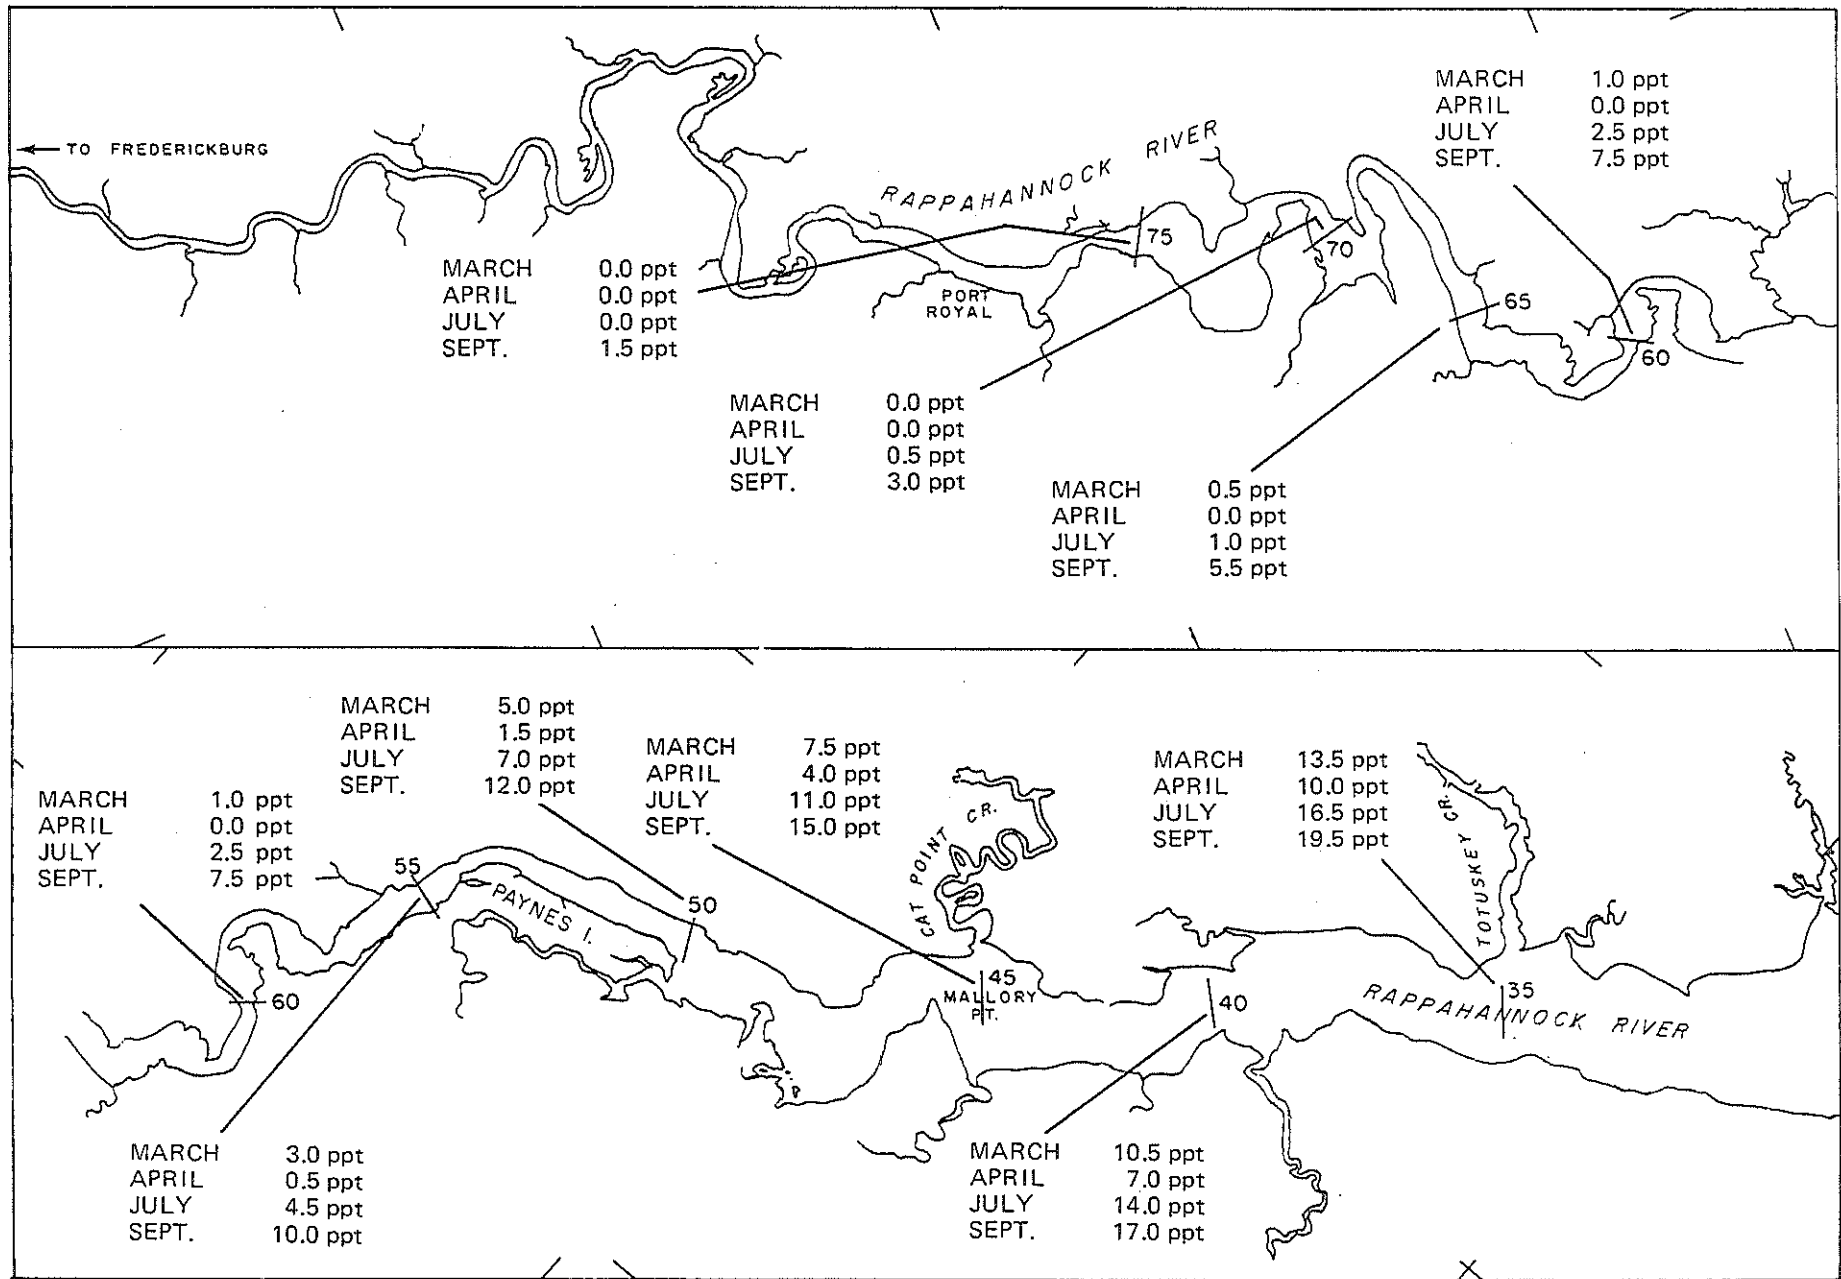 MARCH 1.0 ppt
APRIL 0.0 ppt
JULY 2.5 ppt
SEPT. 7.5 ppt
TO FREDERICKBURG
RAPPAHANNOCK RIVER
75
70
MARCH 0.0 ppt
APRIL 0.0 ppt
JULY 0.0 ppt
SEPT. 1.5 ppt
PORT
ROYAL
65
60
MARCH 0.0 ppt
APRIL 0.0 ppt
JULY 0.5 ppt
SEPT. 3.0 ppt
MARCH 0.5 ppt
APRIL 0.0 ppt
JULY 1.0 ppt
SEPT. 5.5 ppt
MARCH 5.0 ppt
APRIL 1.5 ppt
JULY 7.0 ppt
SEPT. 12.0 ppt
MARCH 7.5 ppt
APRIL 4.0 ppt
JULY 11.0 ppt
SEPT. 15.0 ppt
MARCH 13.5 ppt
APRIL 10.0 ppt
JULY 16.5 ppt
SEPT. 19.5 ppt
MARCH 1.0 ppt
APRIL 0.0 ppt
JULY 2.5 ppt
SEPT. 7.5 ppt
55
PAYNES I.
50
CAT POINT CR.
TOTUSKEY CR.
60
45
MALLORY
PT.
40
35
RAPPAHANNOCK RIVER
MARCH 3.0 ppt
APRIL 0.5 ppt
JULY 4.5 ppt
SEPT. 10.0 ppt
MARCH 10.5 ppt
APRIL 7.0 ppt
JULY 14.0 ppt
SEPT. 17.0 ppt